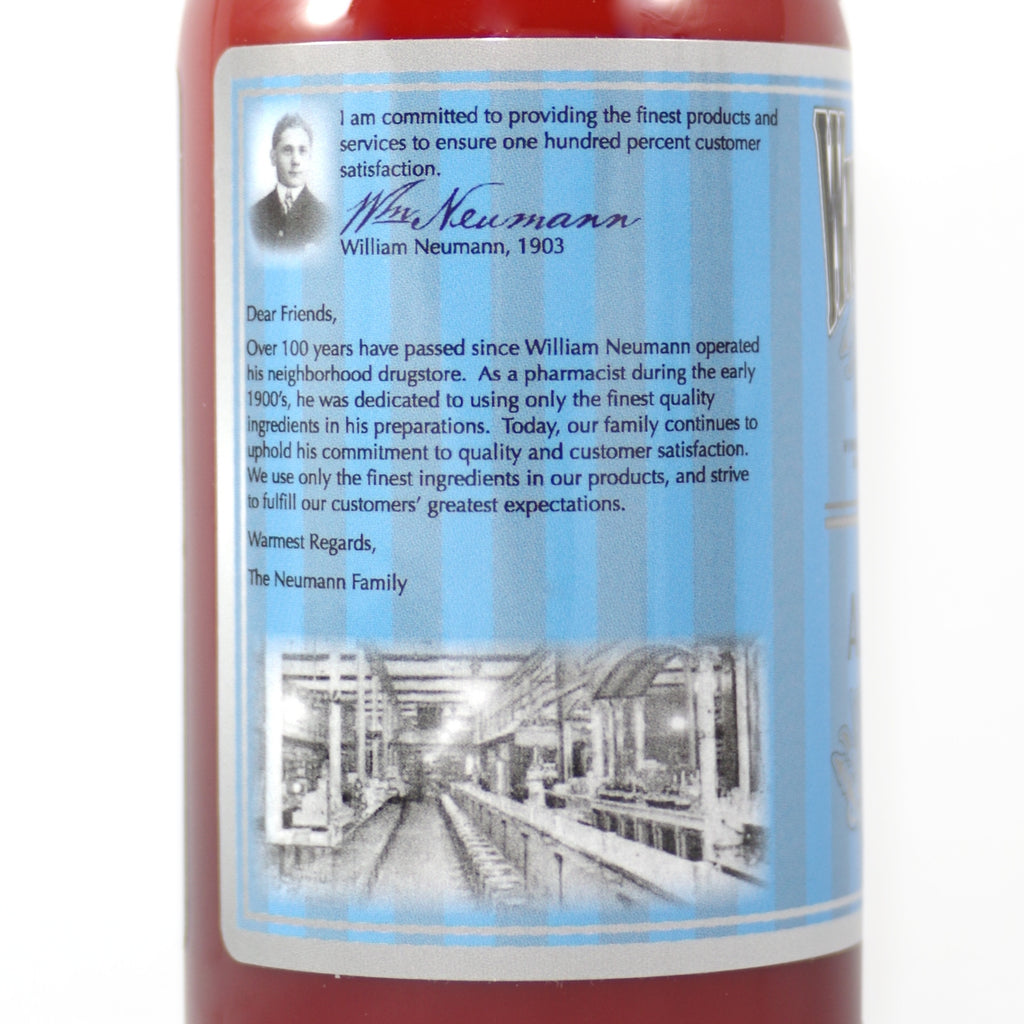 I am committed to providing the finest products and
services to ensure one hundred percent customer
satisfaction.
Wm Neumann
William Neumann, 1903
Dear Friends,
Over 100 years have passed since William Neumann operated
his neighborhood drugstore. As a pharmacist during the early
1900's, he was dedicated to using only the finest quality
ingredients in his preparations. Today, our family continues to
uphold his commitment to quality and customer satisfaction.
We use only the finest ingredients in our products, and strive
to fulfill our customers' greatest expectations.
Warmest Regards,
The Neumann Family